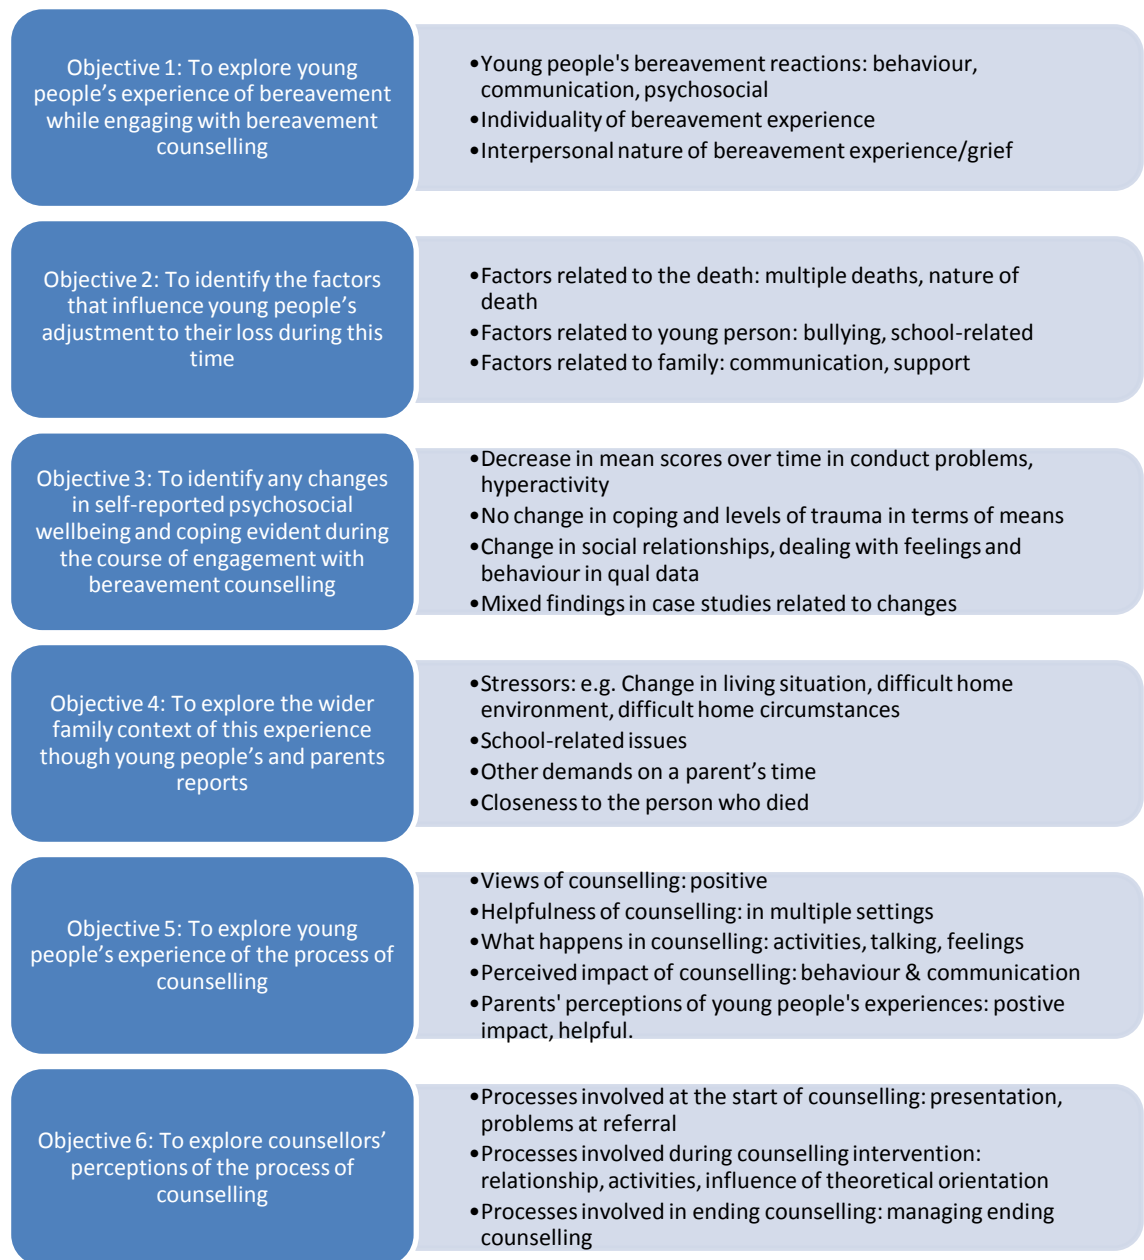 Objective 1: To explore young
people's experience of bereavement
while engaging with bereavement
counselling
•Young people's bereavement reactions: behaviour,
communication, psychosocial
•Individuality of bereavement experience
•Interpersonal nature of bereavement experience/grief
Objective 2: To identify the factors
that influence young people's
adjustment to their loss during this
time
•Factors related to the death: multiple deaths, nature of
death
•Factors related to young person: bullying, school-related
•Factors related to family: communication, support
Objective 3: To identify any changes
in self-reported psychosocial
wellbeing and coping evident during
the course of engagement with
bereavement counselling
•Decrease in mean scores over time in conduct problems,
hyperactivity
•No change in coping and levels of trauma in terms of means
•Change in social relationships, dealing with feelings and
behaviour in qual data
•Mixed findings in case studies related to changes
Objective 4: To explore the wider
family context of this experience
though young people's and parents
reports
•Stressors: e.g. Change in living situation, difficult home
environment, difficult home circumstances
•School-related issues
•Other demands on a parent's time
•Closeness to the person who died
Objective 5: To explore young
people's experience of the process of
counselling
•Views of counselling: positive
•Helpfulness of counselling: in multiple settings
•What happens in counselling: activities, talking, feelings
•Perceived impact of counselling: behaviour & communication
•Parents' perceptions of young people's experiences: postive
impact, helpful.
Objective 6: To explore counsellors'
perceptions of the process of
counselling
•Processes involved at the start of counselling: presentation,
problems at referral
•Processes involved during counselling intervention:
relationship, activities, influence of theoretical orientation
•Processes involved in ending counselling: managing ending
counselling